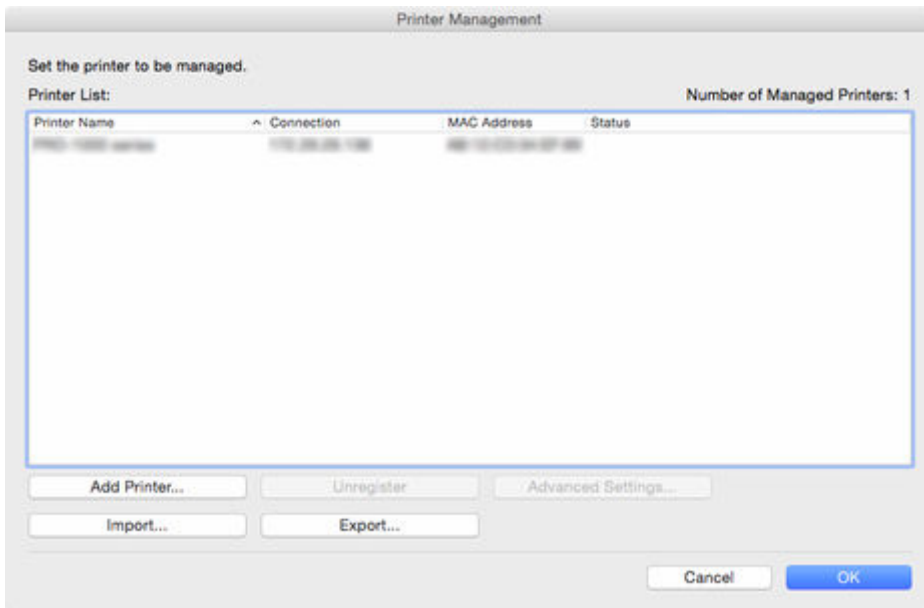 Printer Management
Set the printer to be managed.
Printer List: Number of Managed Printers: 1
Printer Name Connection MAC Address Status
Add Printer... Unregister Advanced Settings...
Import... Export...
Cancel OK